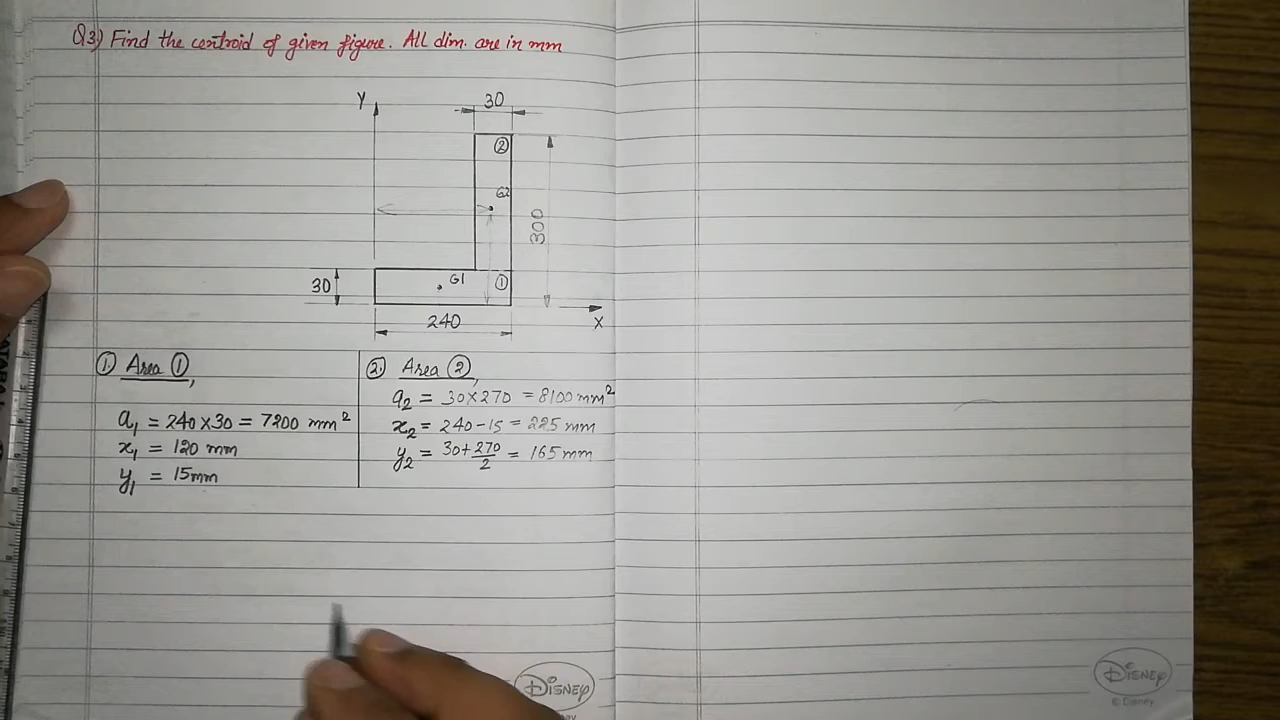 Q3) Find the centroid of given figure. All dim. are in mm
Y
30
②
G2
300
30
G1
①
240
X
① Area ①,
a₁ = 240 × 30 = 7200 mm²
x₁ = 120 mm
y₁ = 15mm
② Area ②,
a₂ = 30×270 = 8100 mm²
x₂ = 240 - 15 = 225 mm
y₂ = 30 + 270/2 = 165 mm
DISNEY
DISNEY
© Disney